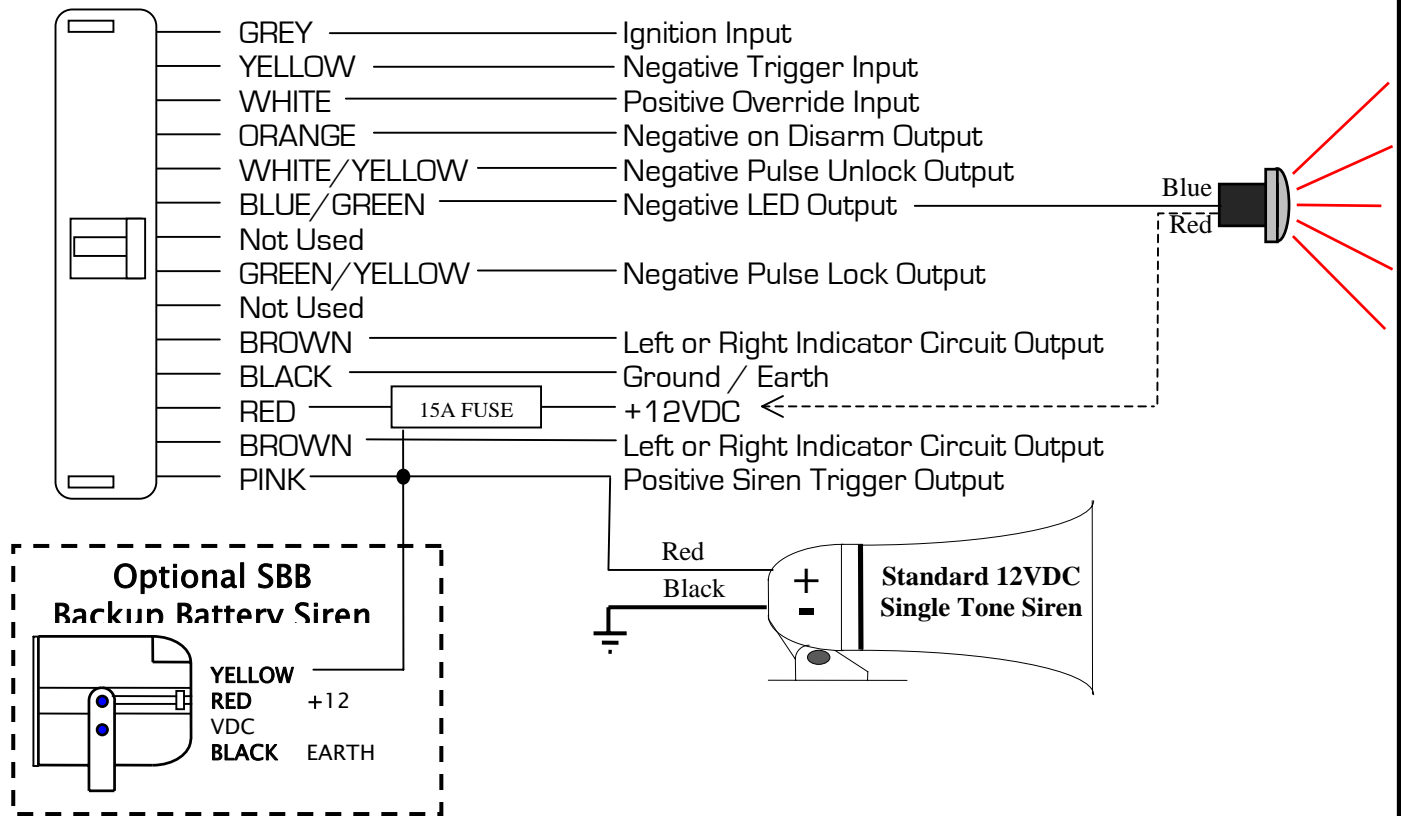 GREY Ignition Input
YELLOW Negative Trigger Input
WHITE Positive Override Input
ORANGE Negative on Disarm Output
WHITE/YELLOW Negative Pulse Unlock Output
BLUE/GREEN Negative LED Output
Blue
Red
Not Used
GREEN/YELLOW Negative Pulse Lock Output
Not Used
BROWN Left or Right Indicator Circuit Output
BLACK Ground / Earth
RED 15A FUSE +12VDC
BROWN Left or Right Indicator Circuit Output
PINK Positive Siren Trigger Output
Optional SBB
Backup Battery Siren
YELLOW
RED +12
VDC
BLACK EARTH
Red
Black
+
-
Standard 12VDC
Single Tone Siren